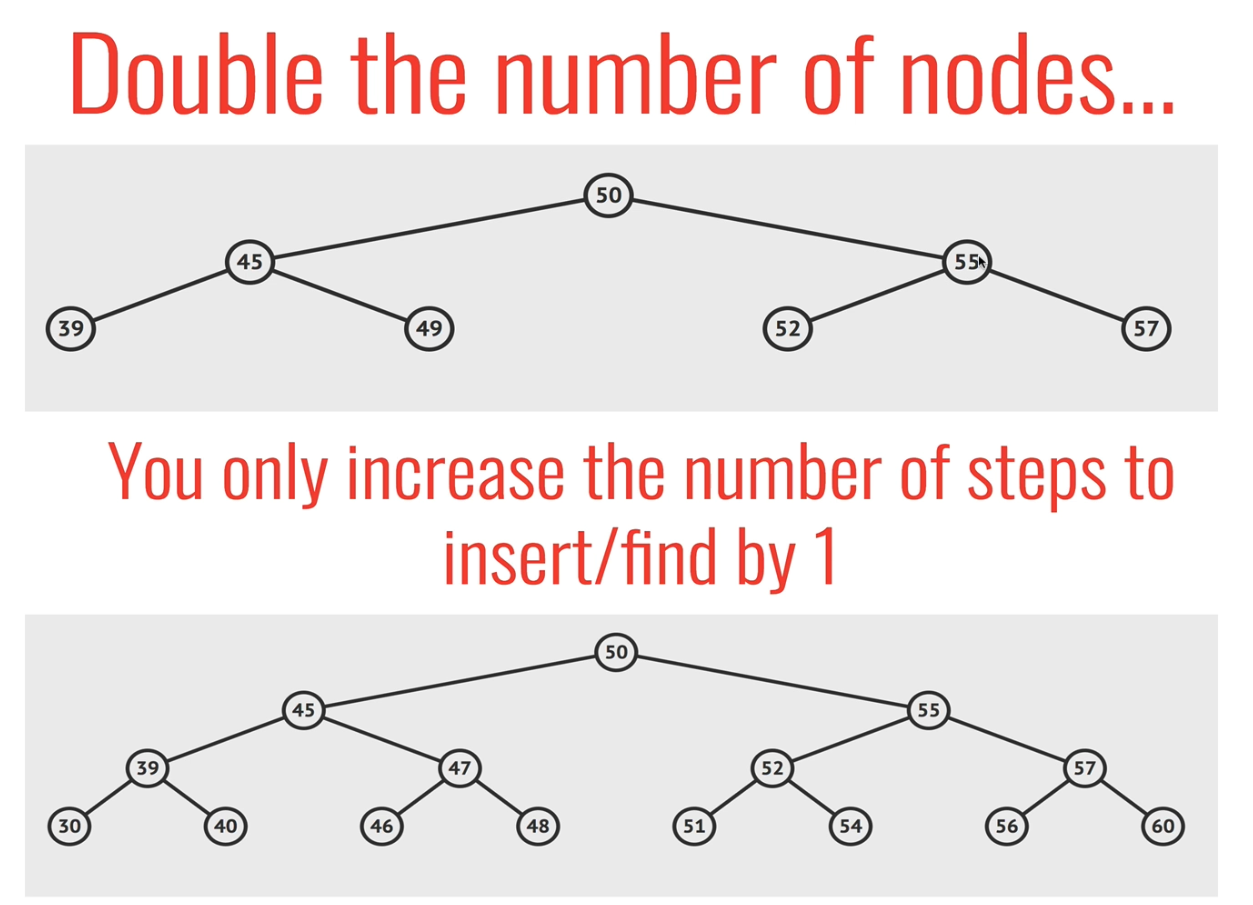 Double the number of nodes...
50
45 55
39 49 52 57
You only increase the number of steps to
insert/find by 1
50
45 55
39 47 52 57
30 40 46 48 51 54 56 60